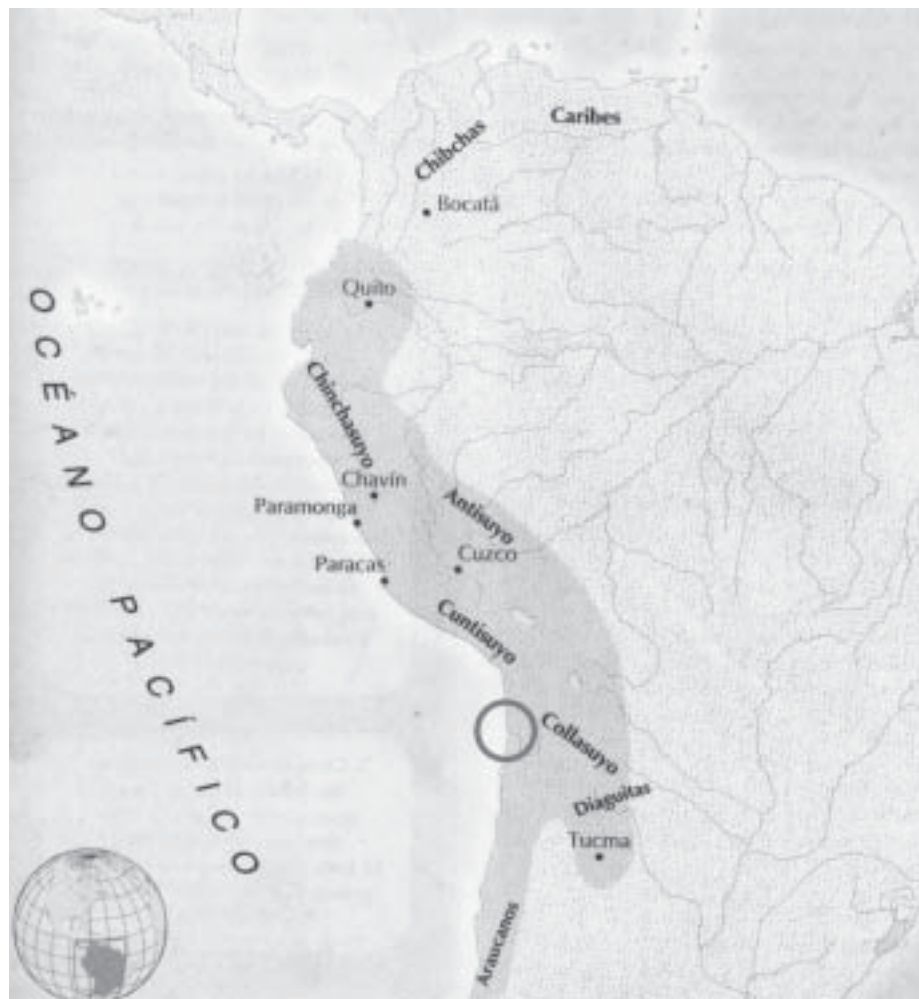 Caribes
Chibchas
Bocatá
Quito
OCÉANO PACÍFICO
Chinchasuyo
Chavín
Antisuyo
Paramonga
Cuzco
Paracas
Cuntisuyo
Collasuyo
Diaguitas
Tucma
Araucanos